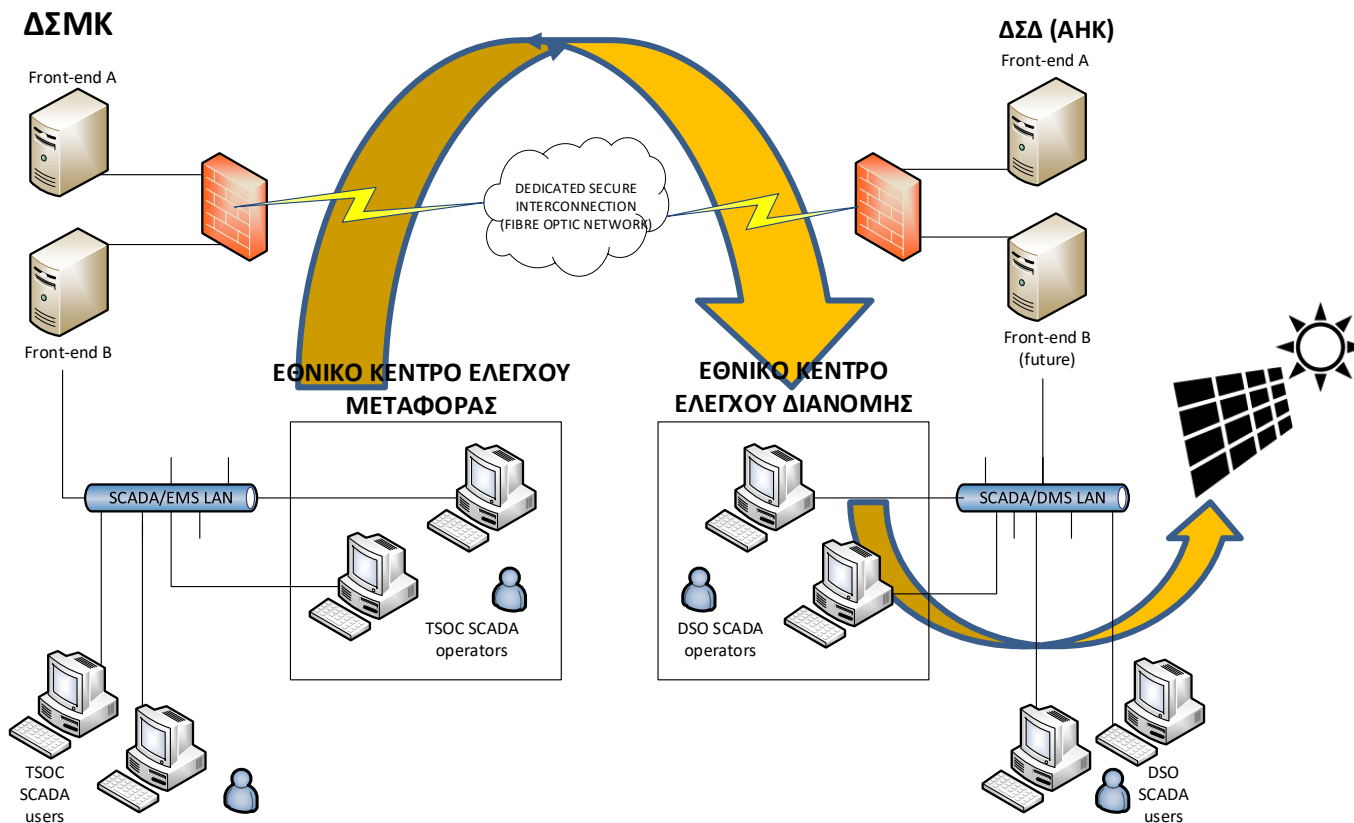 ΔΣΜΚ
ΔΣΔ (ΑΗΚ)
Front-end A
Front-end A
DEDICATED SECURE
INTERCONNECTION
(FIBRE OPTIC NETWORK)
Front-end B
Front-end B
(future)
ΕΘΝΙΚΟ ΚΕΝΤΡΟ ΕΛΕΓΧΟΥ
ΜΕΤΑΦΟΡΑΣ
ΕΘΝΙΚΟ ΚΕΝΤΡΟ
ΕΛΕΓΧΟΥ ΔΙΑΝΟΜΗΣ
SCADA/EMS LAN
SCADA/DMS LAN
TSOC SCADA
operators
DSO SCADA
operators
TSOC
SCADA
users
DSO
SCADA
users